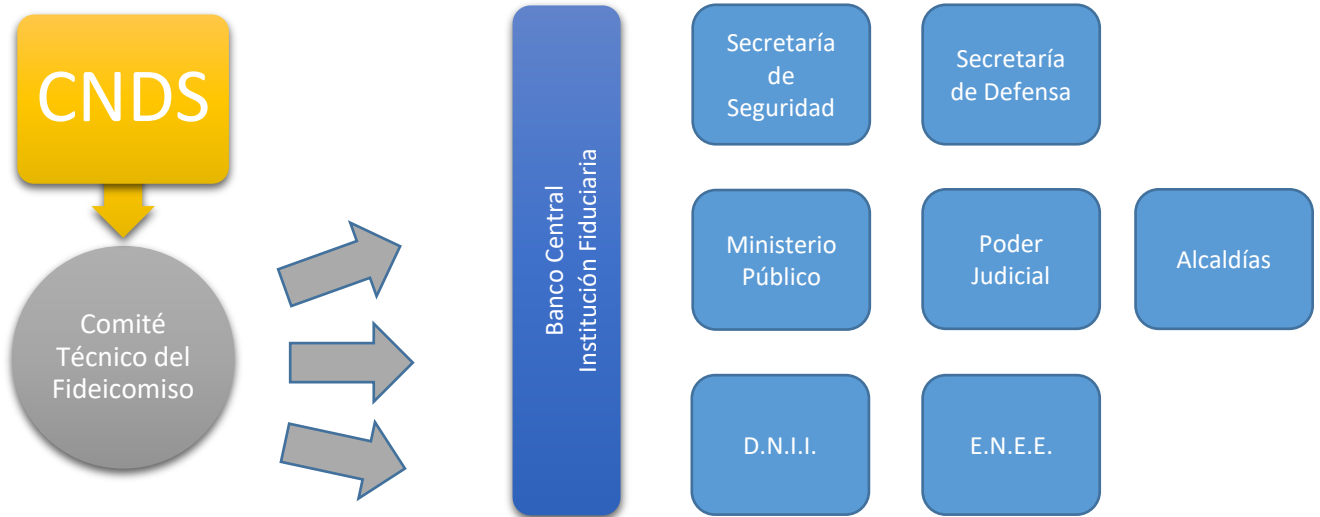 CNDS
Comité
Técnico del
Fideicomiso
Banco Central
Institución Fiduciaria
Secretaría
de
Seguridad
Secretaría
de Defensa
Ministerio
Público
Poder
Judicial
Alcaldías
D.N.I.I.
E.N.E.E.